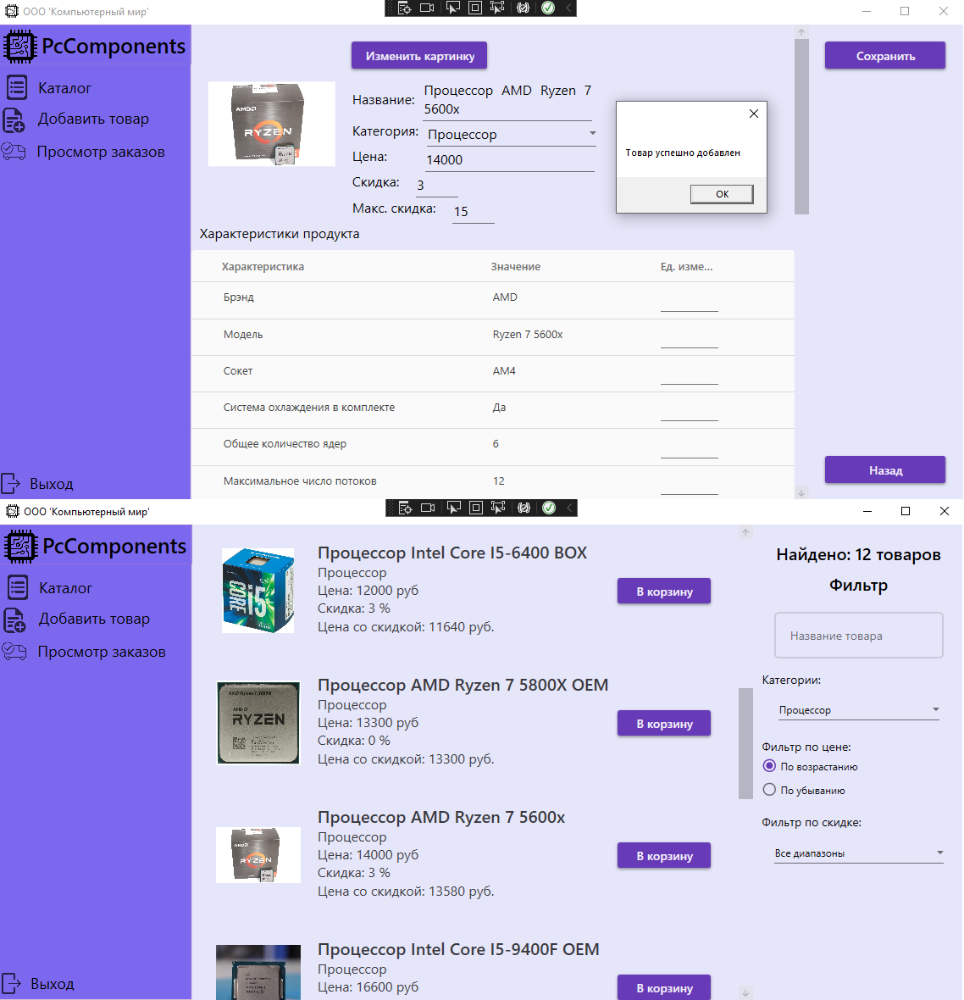 ООО 'Компьютерный мир'
PcComponents
Каталог
Добавить товар
Просмотр заказов
Выход
Изменить картинку
AMD
RYZEN
Название:
Процессор AMD Ryzen 7
5600x
Категория: Процессор
Цена: 14000
Скидка: 3
Макс. скидка: 15
Товар успешно добавлен
OK
Сохранить
Назад
Характеристики продукта
Характеристика Значение Ед. изме...
Брэнд AMD
Модель Ryzen 7 5600x
Сокет AM4
Система охлаждения в комплекте Да
Общее количество ядер 6
Максимальное число потоков 12
ООО 'Компьютерный мир'
PcComponents
Каталог
Добавить товар
Просмотр заказов
Выход
CORE i5
Процессор Intel Core I5-6400 BOX
Процессор
Цена: 12000 руб
Скидка: 3 %
Цена со скидкой: 11640 руб.
В корзину
AMD
RYZEN
Процессор AMD Ryzen 7 5800X OEM
Процессор
Цена: 13300 руб
Скидка: 0 %
Цена со скидкой: 13300 руб.
В корзину
AMD
RYZEN
Процессор AMD Ryzen 7 5600x
Процессор
Цена: 14000 руб
Скидка: 3 %
Цена со скидкой: 13580 руб.
В корзину
Процессор Intel Core I5-9400F OEM
Процессор
Цена: 16600 руб
В корзину
Найдено: 12 товаров
Фильтр
Название товара
Категории:
Процессор
Фильтр по цене:
По возрастанию
По убыванию
Фильтр по скидке:
Все диапазоны